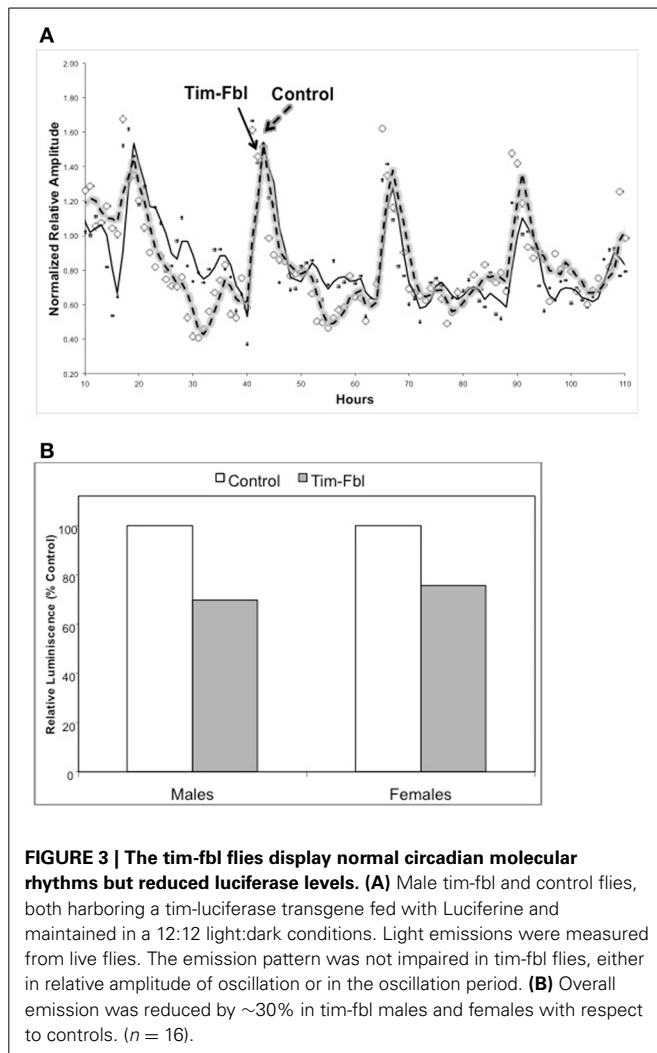 A
Normalized Relative Amplitude
2.00
1.80
1.60
1.40
1.20
1.00
0.80
0.60
0.40
0.20
Tim-Fbl Control
10 20 30 40 50 60 70 80 90 100 110
Hours
B
Control Tim-Fbl
Relative Luminiscence (% Control)
100
80
60
40
20
0
Males Females
FIGURE 3 | The tim-fbl flies display normal circadian molecular
rhythms but reduced luciferase levels. (A) Male tim-fbl and control flies,
both harboring a tim-luciferase transgene fed with Luciferine and
maintained in a 12:12 light:dark conditions. Light emissions were measured
from live flies. The emission pattern was not impaired in tim-fbl flies, either
in relative amplitude of oscillation or in the oscillation period. (B) Overall
emission was reduced by ∼30% in tim-fbl males and females with respect
to controls. (n = 16).